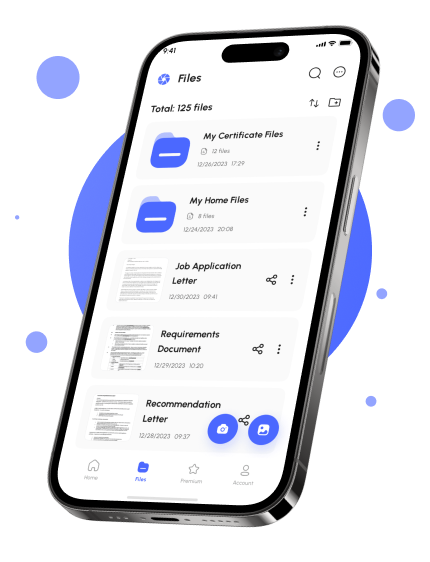 9:41
Files
Total: 125 files
My Certificate Files
12 files
12/26/2023 17:29
My Home Files
8 files
12/24/2023 20:08
Job Application
Letter
12/30/2023 09:41
Requirements
Document
12/29/2023 10:20
Recommendation
Letter
12/28/2023 09:37
Home
Files
Premium
Account